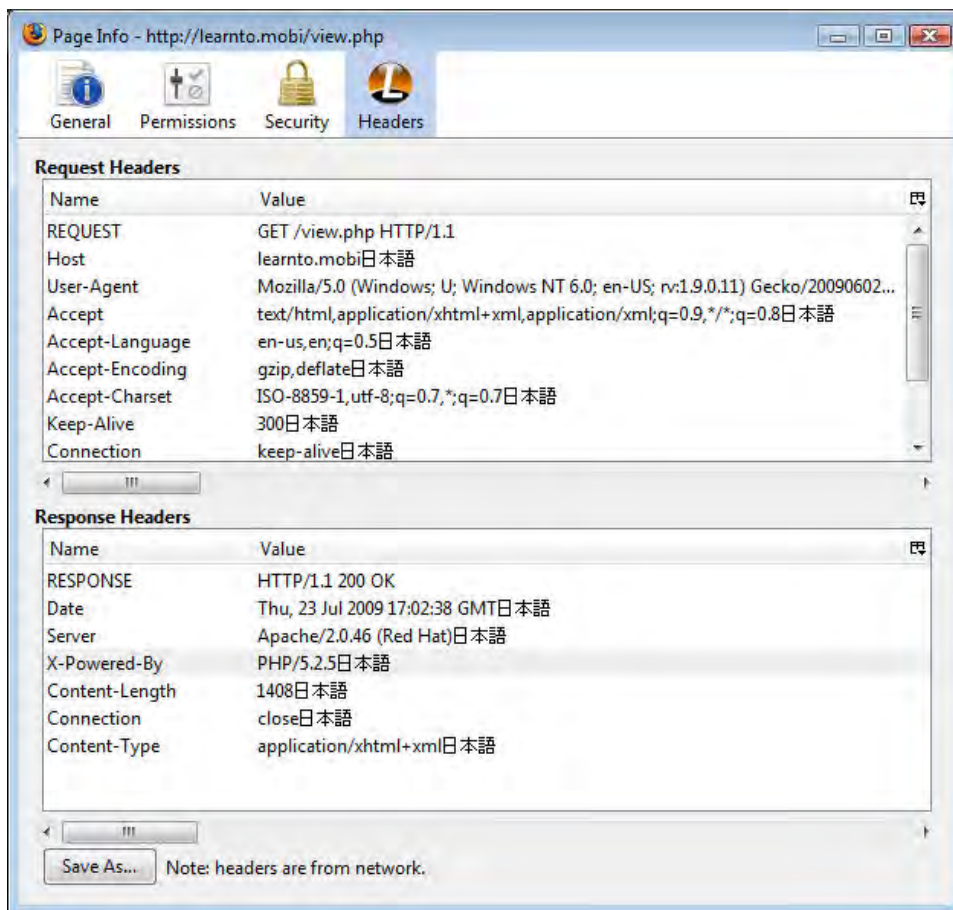 Page Info - http://learnto.mobi/view.php
General Permissions Security Headers
Request Headers
Name Value
REQUEST GET /view.php HTTP/1.1
Host learnto.mobi日本語
User-Agent Mozilla/5.0 (Windows; U; Windows NT 6.0; en-US; rv:1.9.0.11) Gecko/20090602...
Accept text/html,application/xhtml+xml,application/xml;q=0.9,*/*;q=0.8日本語
Accept-Language en-us,en;q=0.5日本語
Accept-Encoding gzip,deflate日本語
Accept-Charset ISO-8859-1,utf-8;q=0.7,*;q=0.7日本語
Keep-Alive 300日本語
Connection keep-alive日本語
Response Headers
Name Value
RESPONSE HTTP/1.1 200 OK
Date Thu, 23 Jul 2009 17:02:38 GMT日本語
Server Apache/2.0.46 (Red Hat)日本語
X-Powered-By PHP/5.2.5日本語
Content-Length 1408日本語
Connection close日本語
Content-Type application/xhtml+xml日本語
Save As... Note: headers are from network.